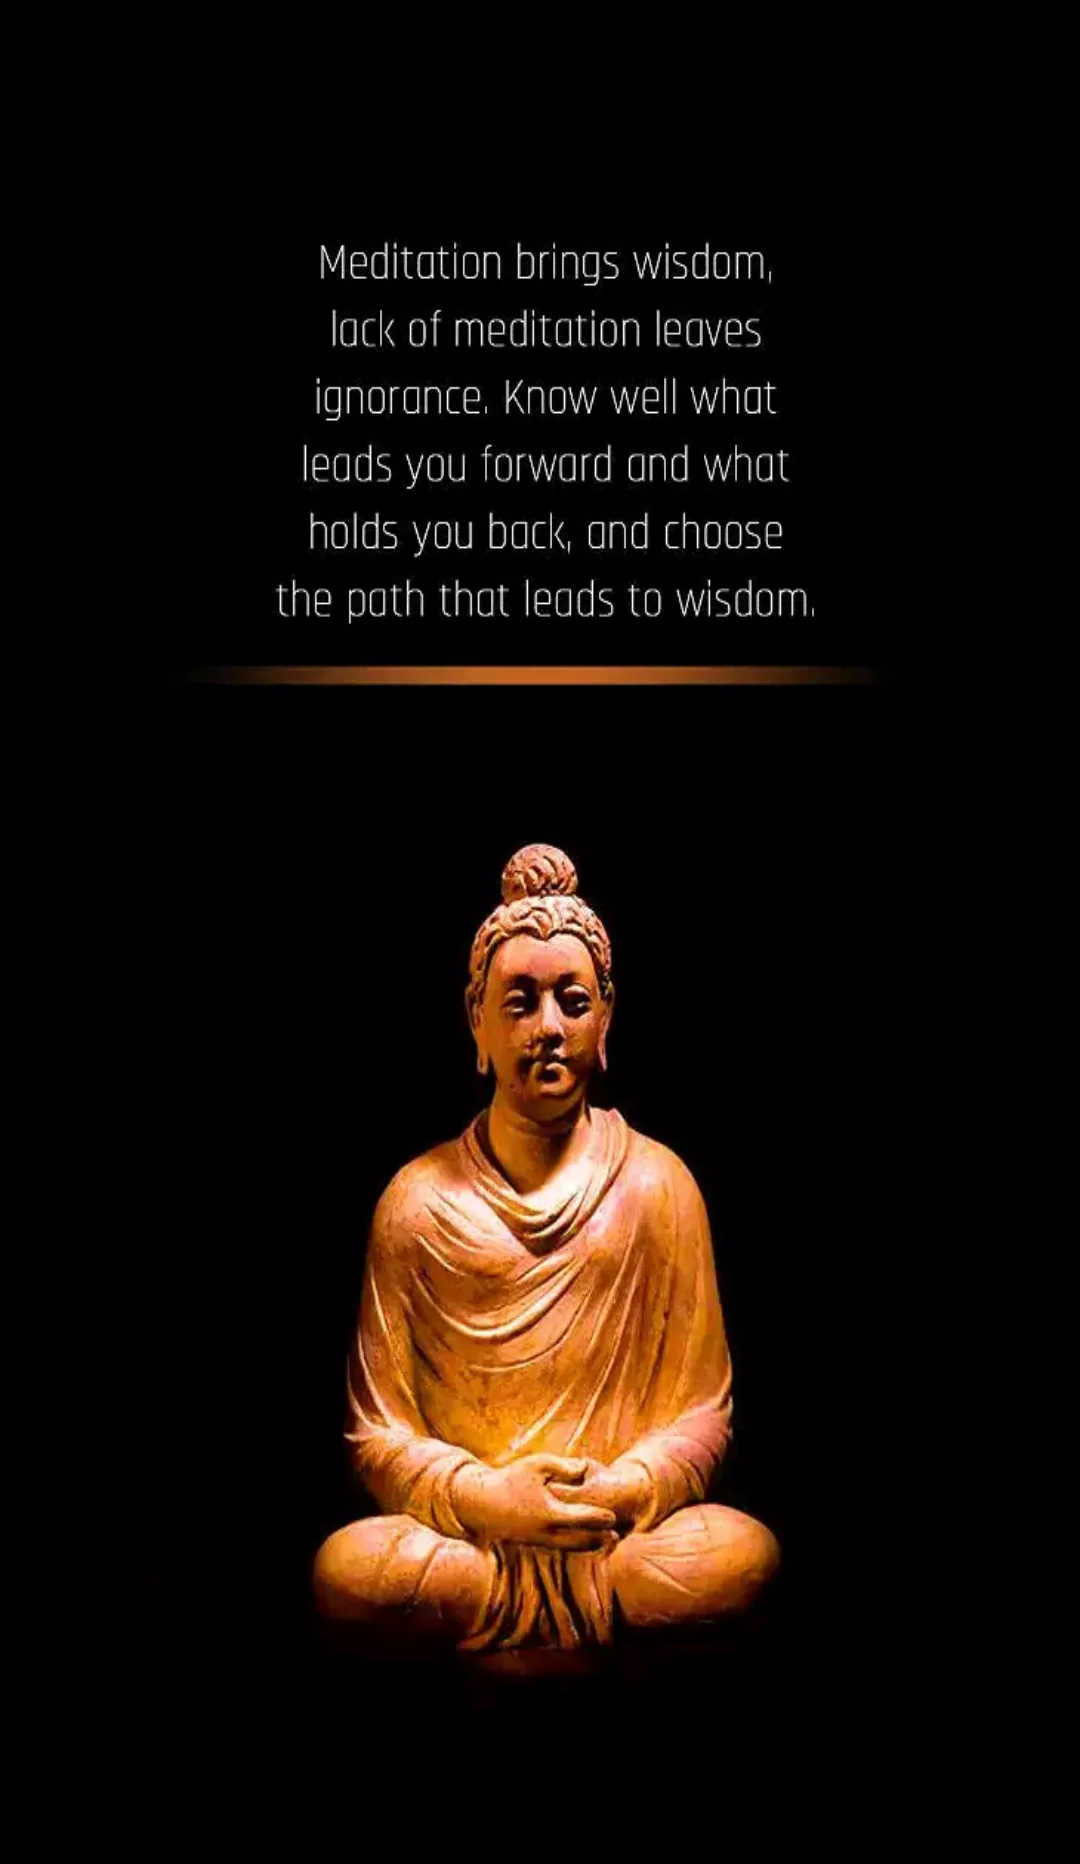 Meditation brings wisdom,
lack of meditation leaves
ignorance. Know well what
leads you forward and what
holds you back, and choose
the path that leads to wisdom.